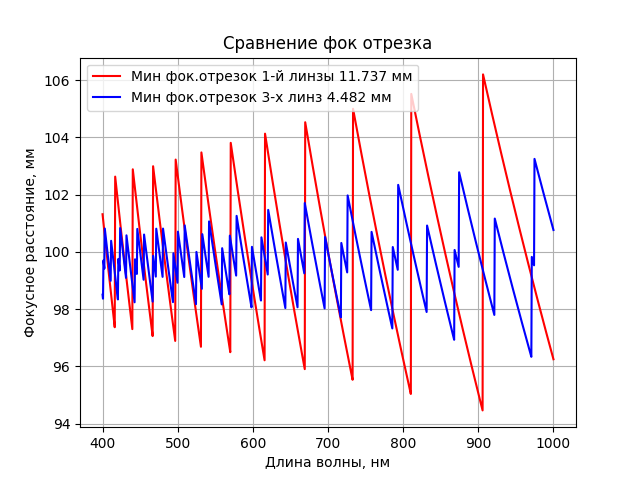 Сравнение фок отрезка
Мин фок.отрезок 1-й линзы 11.737 мм
Мин фок.отрезок 3-х линз 4.482 мм
Фокусное расстояние, мм
106
104
102
100
98
96
94
400 500 600 700 800 900 1000
Длина волны, нм